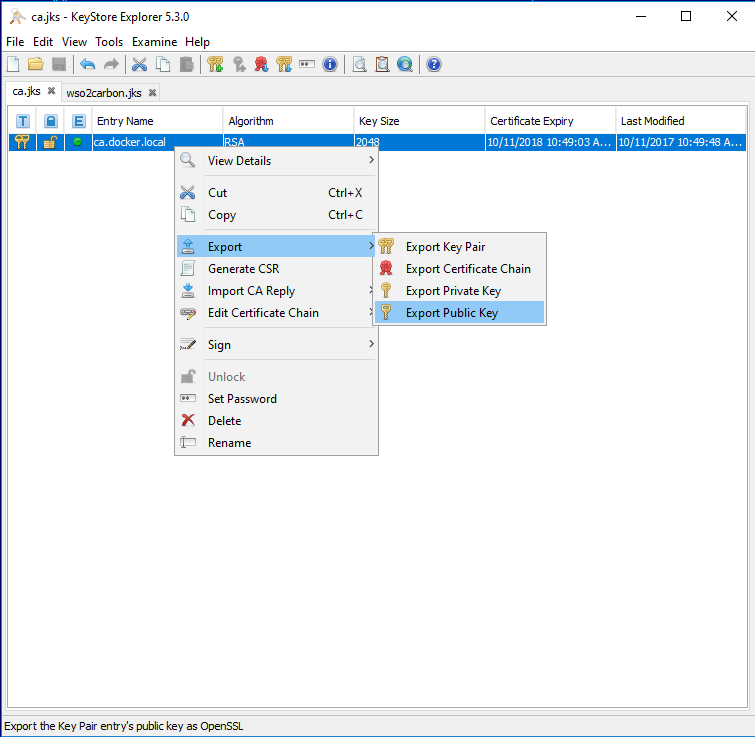 ca.jks - KeyStore Explorer 5.3.0
File Edit View Tools Examine Help
ca.jks wso2carbon.jks
T E Entry Name Algorithm Key Size Certificate Expiry Last Modified
ca.docker.local RSA 2048 10/11/2018 10:49:03 A... 10/11/2017 10:49:48 A...
View Details
Cut Ctrl+X
Copy Ctrl+C
Export
Generate CSR
Import CA Reply
Edit Certificate Chain
Sign
Unlock
Set Password
Delete
Rename
Export Key Pair
Export Certificate Chain
Export Private Key
Export Public Key
Export the Key Pair entry's public key as OpenSSL